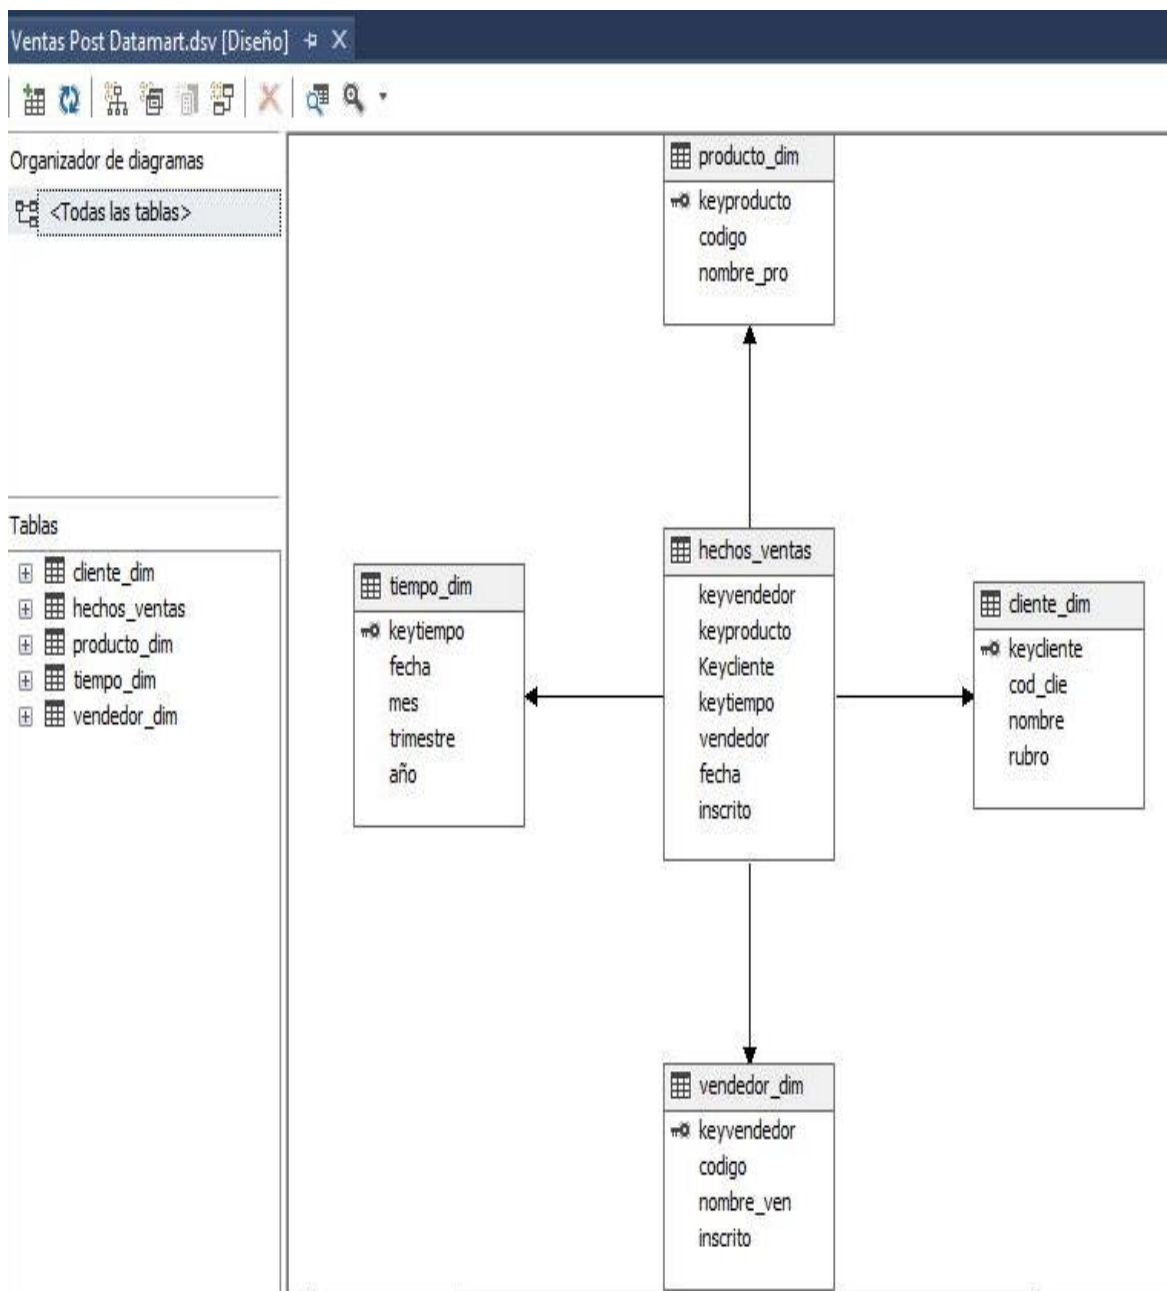 Ventas Post Datamart.dsv [Diseño]
Organizador de diagramas
<Todas las tablas>
Tablas
cliente_dim
hechos_ventas
producto_dim
tiempo_dim
vendedor_dim
producto_dim
keyproducto
codigo
nombre_pro
tiempo_dim
keytiempo
fecha
mes
trimestre
año
hechos_ventas
keyvendedor
keyproducto
Keycliente
keytiempo
vendedor
fecha
inscrito
cliente_dim
keycliente
cod_clie
nombre
rubro
vendedor_dim
keyvendedor
codigo
nombre_ven
inscrito